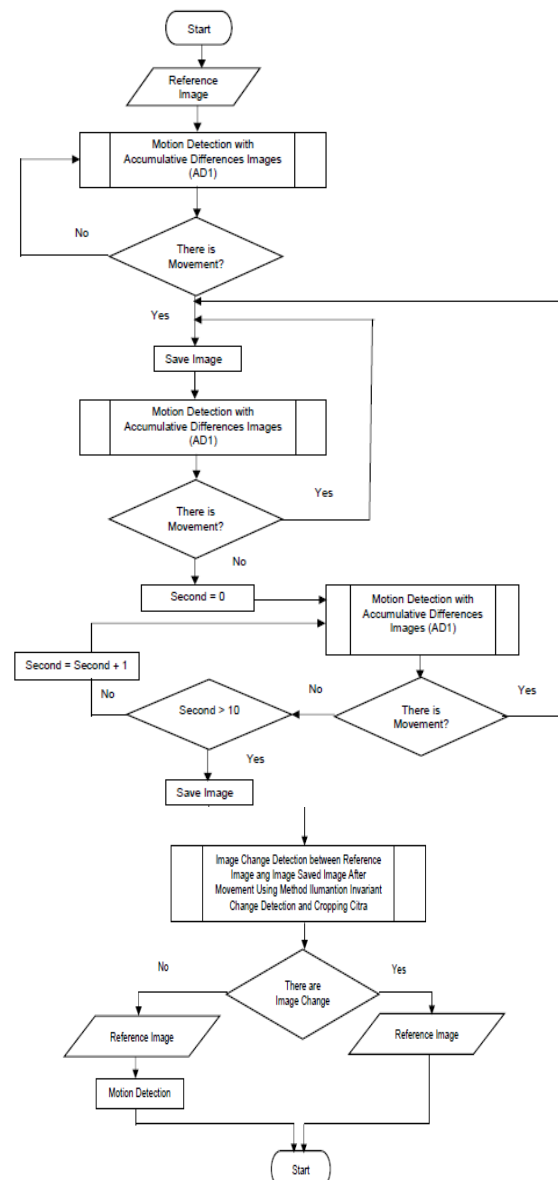 Start
Reference
Image
Motion Detection with
Accumulative Differences Images
(AD1)
No
There is
Movement?
Yes
Save Image
Motion Detection with
Accumulative Differences Images
(AD1)
Yes
There is
Movement?
No
Second = 0
Motion Detection with
Accumulative Differences
Images (AD1)
Second = Second + 1
No
Second > 10
No
There is
Movement?
Yes
Yes
Save Image
Image Change Detection between Reference
Image ang Image Saved Image After
Movement Using Method Ilumantion Invariant
Change Detection and Cropping Citra
No
There are
Image Change
Yes
Reference Image
Reference Image
Motion Detection
Start